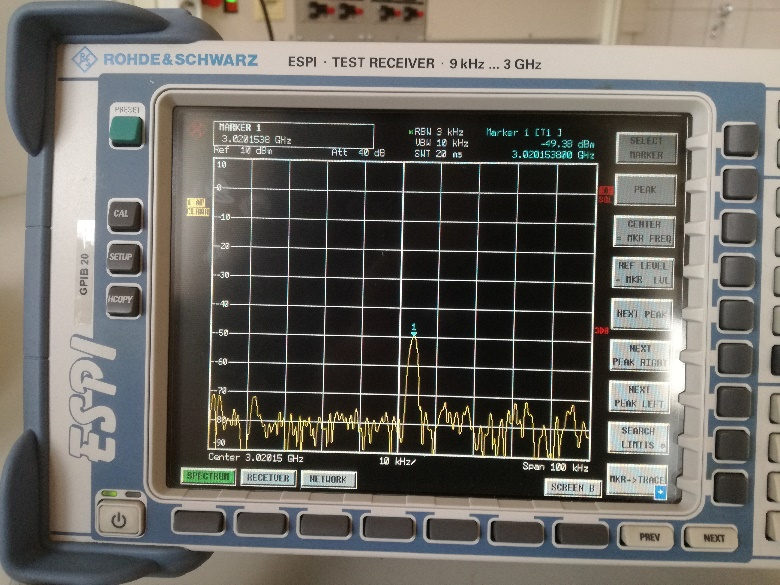 ROHDE & SCHWARZ ESPI · TEST RECEIVER · 9 kHz ... 3 GHz
PRESET
CAL
SETUP
HCOPY
GPIB 20
ESPI
MARKER 1
3.0201538 GHz
Ref 10 dBm
Att 40 dB
*RBW 3 kHz
VBW 10 kHz
SWT 20 ms
Marker 1 [T1 ]
-49.38 dBm
3.020153800 GHz
10
0
-10
-20
-30
-40
-50
-60
-70
-80
-90
1
A
SGL
3DB
Center 3.02015 GHz
10 kHz/
Span 100 kHz
SPECTRUM
RECEIVER
NETWORK
SCREEN B
SELECT
MARKER
PEAK
CENTER
= MKR FREQ
REF LEVEL
= MKR LVL
NEXT PEAK
NEXT
PEAK RIGHT
NEXT
PEAK LEFT
SEARCH
LIMITS
MKR->TRACE
PREV
NEXT